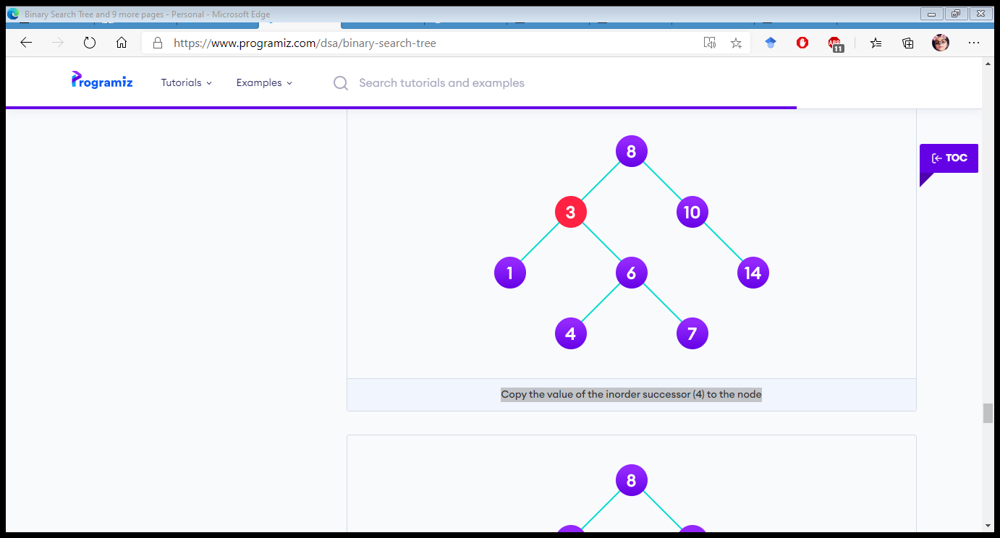 Binary Search Tree and 9 more pages - Personal - Microsoft Edge
https://www.programiz.com/dsa/binary-search-tree
11
Programiz
Tutorials
Examples
Search tutorials and examples
TOC
8
3
10
1
6
14
4
7
Copy the value of the inorder successor (4) to the node
8